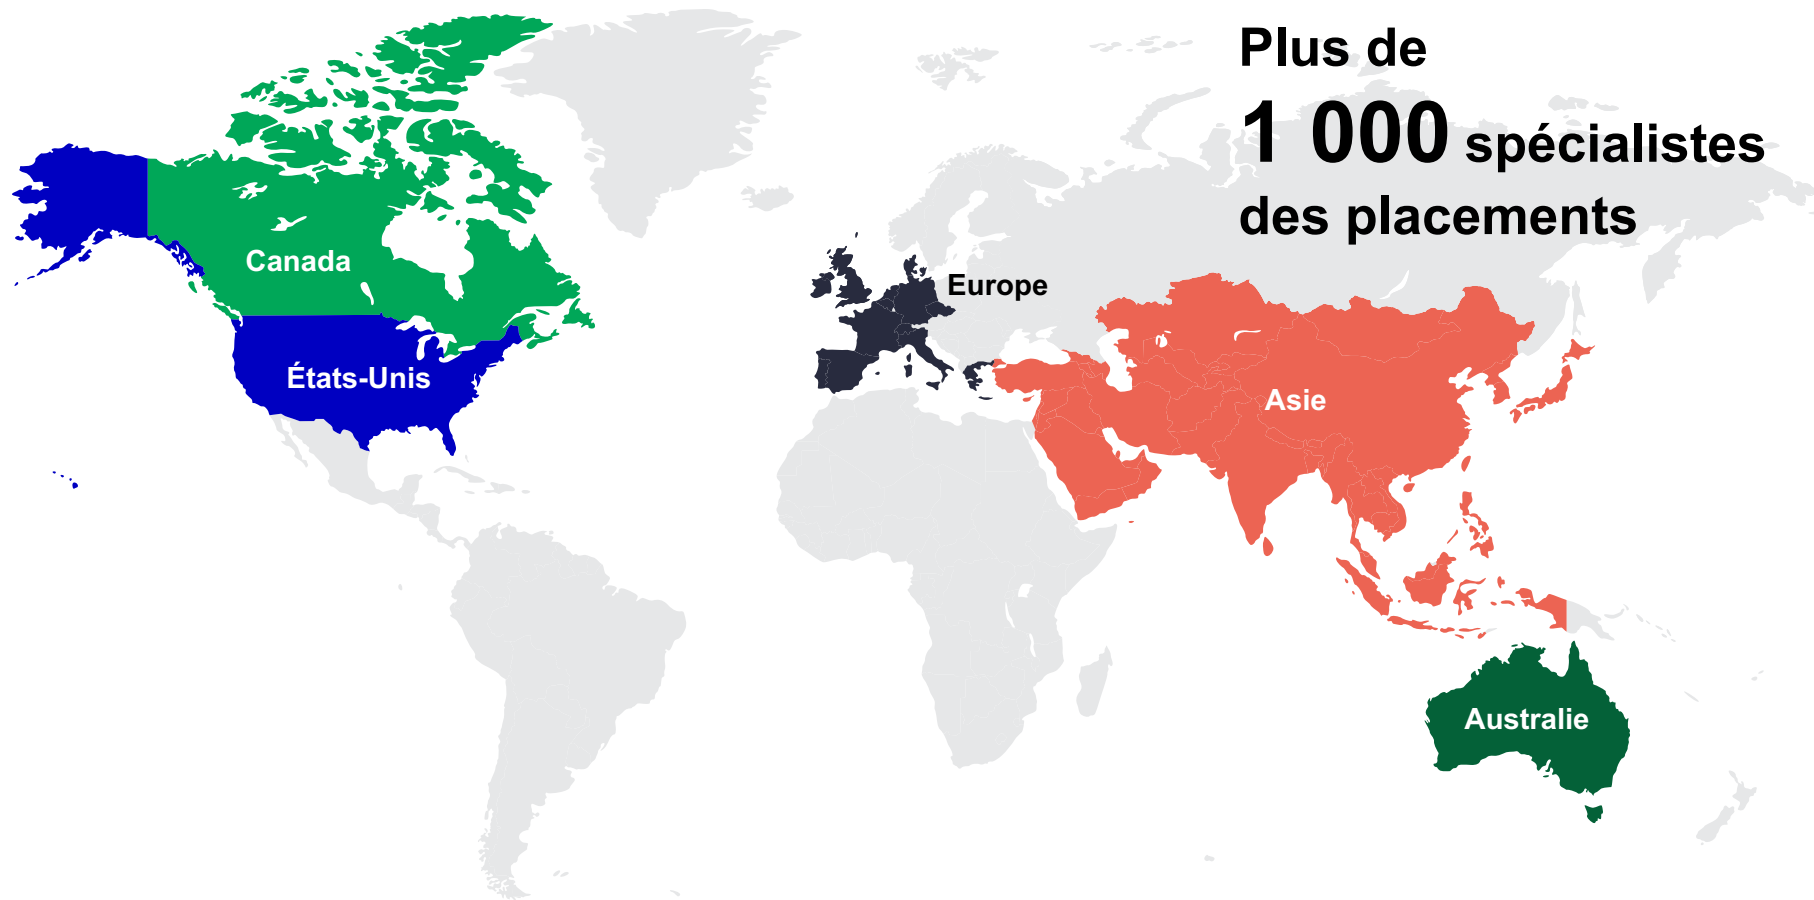 Plus de
1 000 spécialistes
des placements
Canada
Europe
États-Unis
Asie
Australie